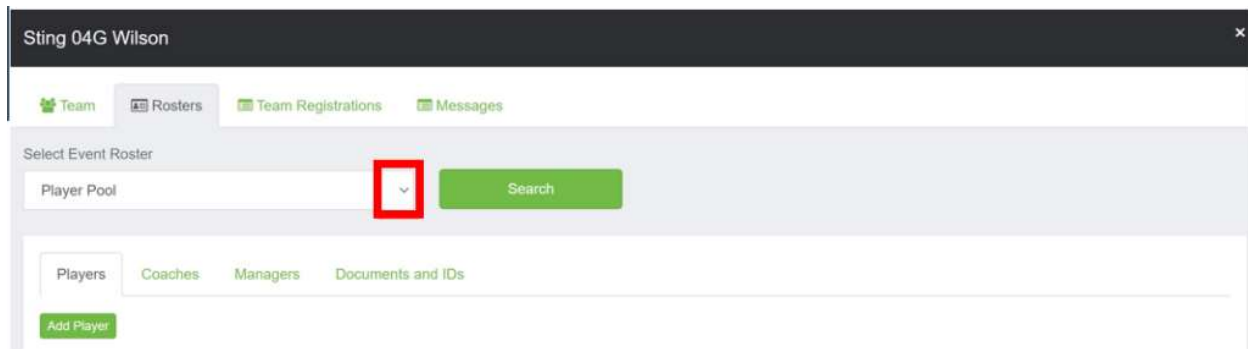 Sting 04G Wilson ×
Team Rosters Team Registrations Messages
Select Event Roster
Player Pool Search
Players Coaches Managers Documents and IDs
Add Player